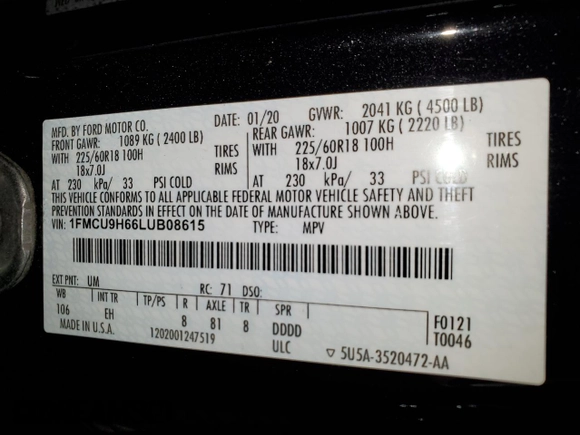 MFD. BY FORD MOTOR CO. DATE: 01/20 GVWR: 2041 KG ( 4500 LB)
FRONT GAWR: 1089 KG ( 2400 LB) REAR GAWR: 1007 KG ( 2220 LB)
WITH 225/60R18 100H TIRES WITH 225/60R18 100H TIRES
18x7.0J RIMS 18x7.0J RIMS
AT 230 kPa/ 33 PSI COLD AT 230 kPa/ 33 PSI COLD
THIS VEHICLE CONFORMS TO ALL APPLICABLE FEDERAL MOTOR VEHICLE SAFETY AND THEFT
PREVENTION STANDARDS IN EFFECT ON THE DATE OF MANUFACTURE SHOWN ABOVE.
VIN: 1FMCU9H66LUB08615 TYPE: MPV
EXT PNT: UM RC: 71 DSO:
WB INT TR TP/PS R AXLE TR SPR
106 EH 8 81 8 DDDD F0121
MADE IN U.S.A. 1202001247519 ULC T0046
▽ 5U5A-3520472-AA